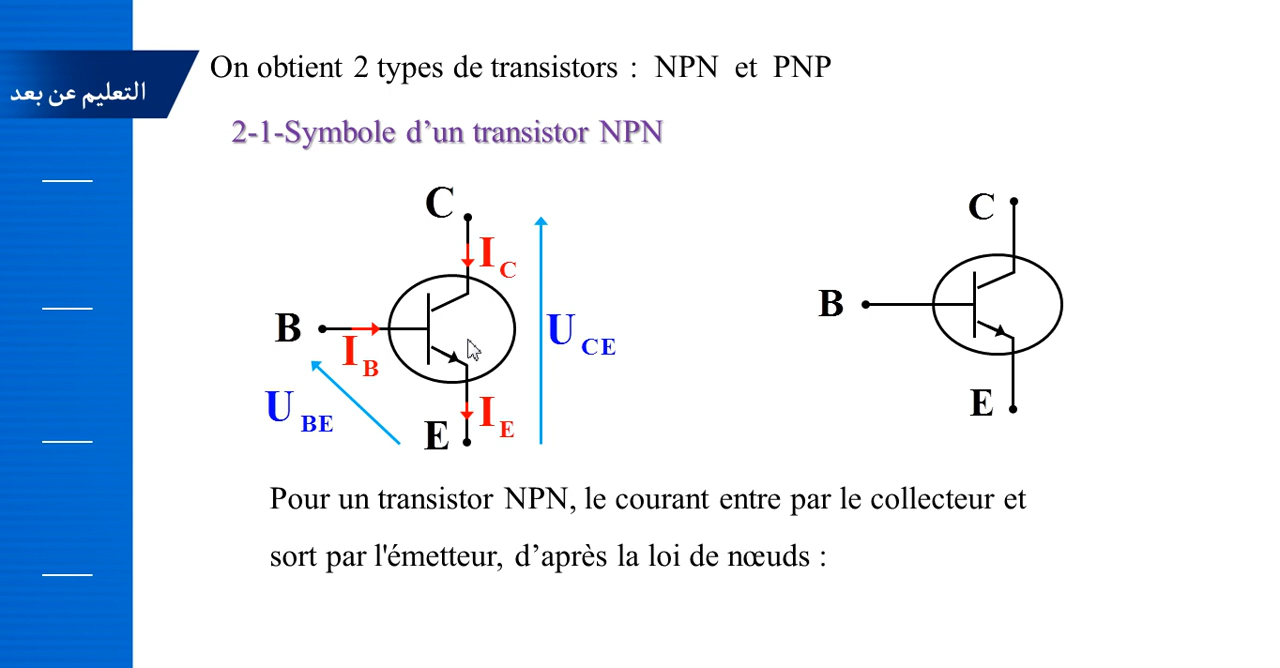 On obtient 2 types de transistors : NPN et PNP
التعليم عن بعد
2-1-Symbole d’un transistor NPN
C
I C
B
I B
U CE
U BE
E
I E
C
B
E
Pour un transistor NPN, le courant entre par le collecteur et
sort par l'émetteur, d’après la loi de nœuds :